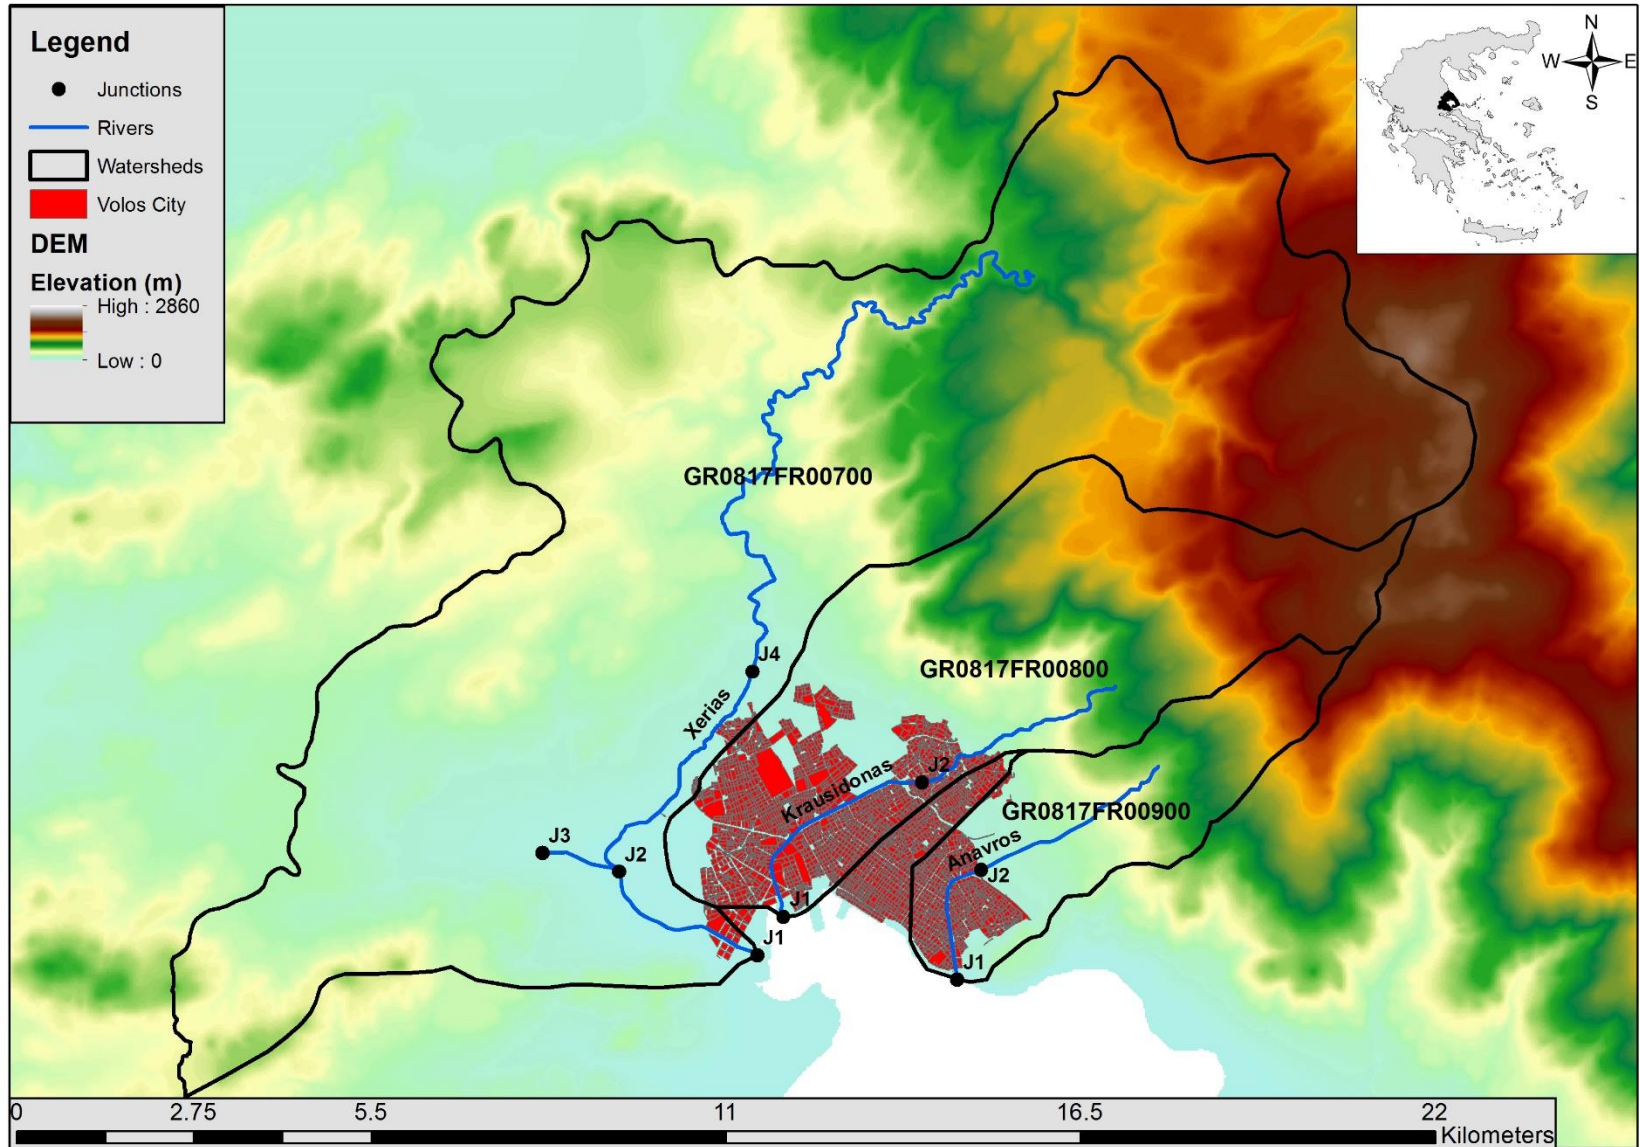 Legend
Junctions
Rivers
Watersheds
Volos City
DEM
Elevation (m)
High : 2860
Low : 0
N
W E
S
GR0817FR00700
J4
Xerias
GR0817FR00800
J2
Krausidonas
GR0817FR00900
Anavros
J2
J3
J2
J1
J1
J1
0 2.75 5.5 11 16.5 22
Kilometers